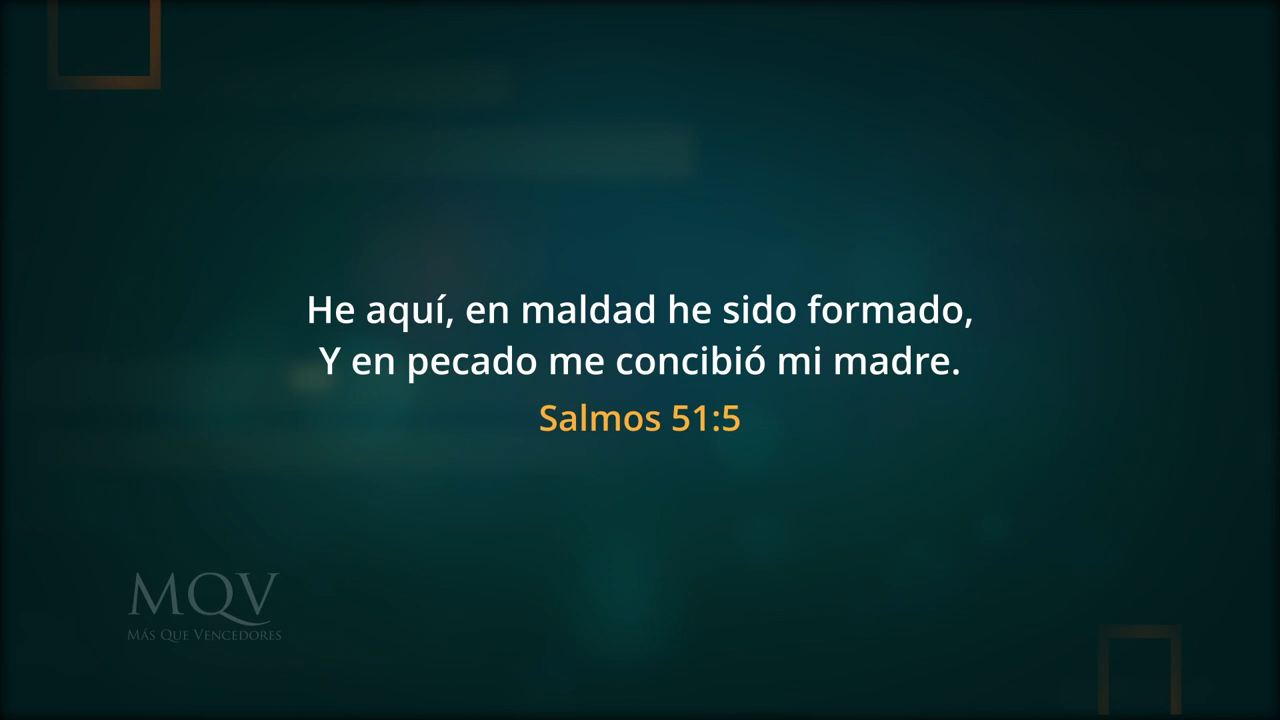 He aquí, en maldad he sido formado,
Y en pecado me concibió mi madre.
Salmos 51:5
MQV
Más Que Vencedores